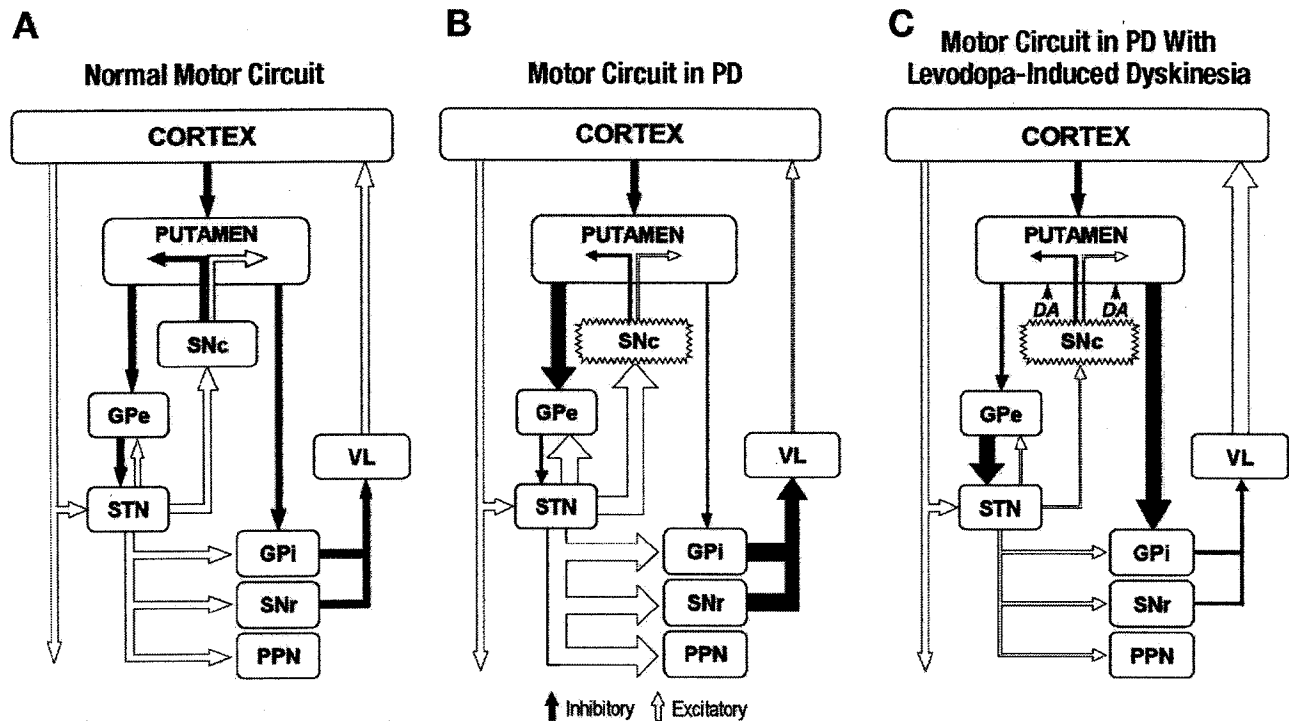 A
Normal Motor Circuit
CORTEX
PUTAMEN
SNc
GPe
VL
STN
GPi
SNr
PPN
B
Motor Circuit in PD
CORTEX
PUTAMEN
SNc
GPe
VL
STN
GPi
SNr
PPN
Inhibitory Excitatory
C
Motor Circuit in PD With
Levodopa-Induced Dyskinesia
CORTEX
PUTAMEN
DA DA
SNc
GPe
VL
STN
GPi
SNr
PPN